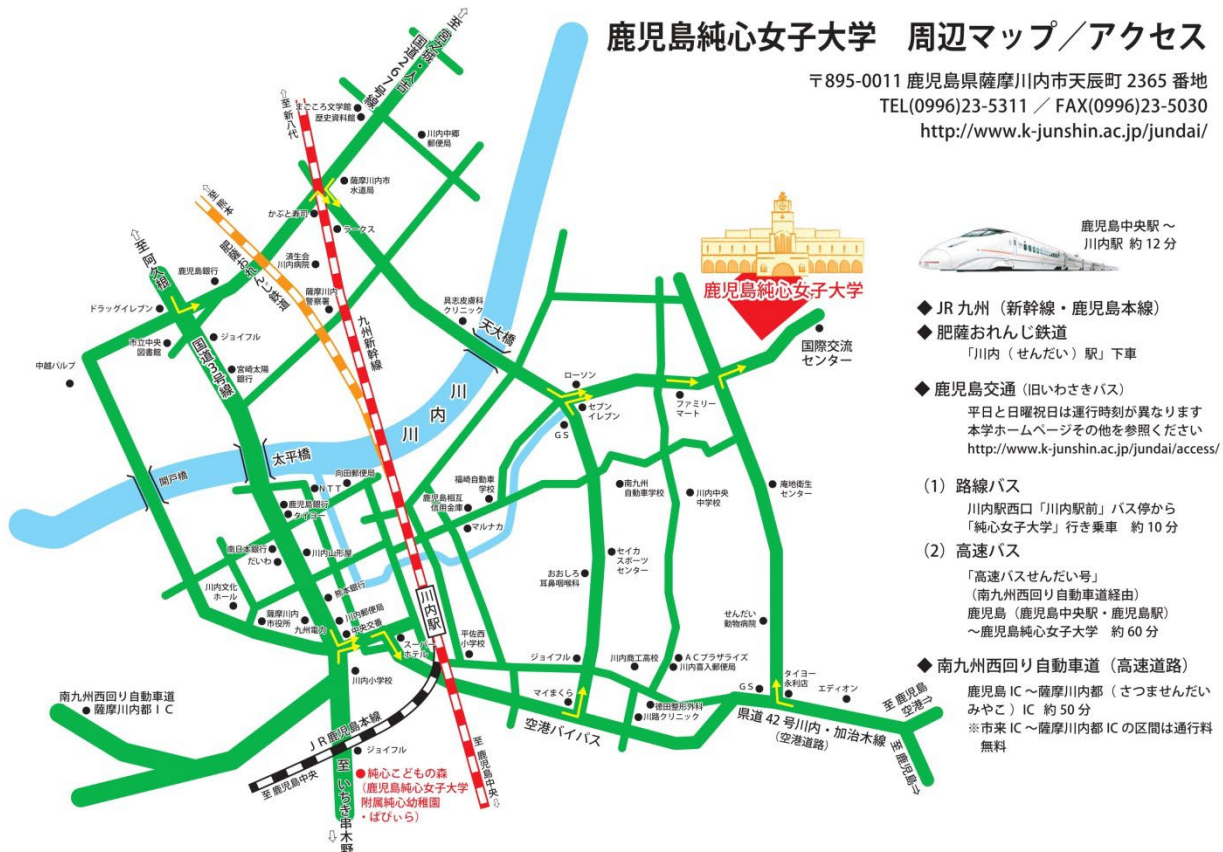 鹿児島純心女子大学　周辺マップ／アクセス
〒895-0011 鹿児島県薩摩川内市天辰町 2365 番地
TEL(0996)23-5311 ／ FAX(0996)23-5030
http://www.k-junshin.ac.jp/jundai/
鹿児島中央駅～
川内駅 約 12 分
◆ JR 九州（新幹線・鹿児島本線）
◆ 肥薩おれんじ鉄道
「川内（せんだい）駅」下車
◆ 鹿児島交通（旧いわさきバス）
平日と日曜祝日は運行時刻が異なります
本学ホームページその他を参照ください
http://www.k-junshin.ac.jp/jundai/access/
（1）路線バス
川内駅西口「川内駅前」バス停から
「純心女子大学」行き乗車　約 10 分
（2）高速バス
「高速バスせんだい号」
（南九州西回り自動車道経由）
鹿児島（鹿児島中央駅・鹿児島駅）
～鹿児島純心女子大学　約 60 分
◆ 南九州西回り自動車道（高速道路）
鹿児島 IC ～薩摩川内都（さつませんだい
みやこ）IC　約 50 分
※市来 IC ～薩摩川内都 IC の区間は通行料
無料
⇦至宮之城・人吉
国道267号線
⇦至新八代
まごころ文学館
歴史資料館
川内中郷
郵便局
⇦至熊本
薩摩川内市
水道局
かぶと寿司
ラークス
肥薩おれんじ鉄道
済生会
川内病院
薩摩川内
警察署
⇦至阿久根
鹿児島銀行
ドラッグイレブン
市立中央
図書館
ジョイフル
国道3号線
宮崎太陽
銀行
中越パルプ
九州新幹線
具志皮膚科
クリニック
天大橋
川内川
鹿児島純心女子大学
国際交流
センター
ローソン
セブン
イレブン
GS
ファミリー
マート
太平橋
開戸橋
向田郵便局
NTT
鹿児島銀行
タイヨー
福崎自動車
学校
鹿児島相互
信用金庫
マルナカ
南九州
自動車学校
川内中央
中学校
庵地衛生
センター
南日本銀行
だいわ
川内山形屋
川内文化
ホール
熊本銀行
薩摩川内
市役所
九州電力
川内郵便局
中央交番
川内駅
セイカ
スポーツ
センター
おおしろ
耳鼻咽喉科
せんだい
動物病院
スーパー
ホテル
平佐西
小学校
川内小学校
ジョイフル
川内商工高校
ACプラザライズ
川内喜入郵便局
マイまくら
徳田整形外科
川路クリニック
GS
タイヨー
永利店
エディオン
空港バイパス
県道 42 号川内・加治木線
（空港道路）
至 鹿児島
空港⇨
至 鹿児島⇨
南九州西回り自動車道
薩摩川内都 IC
JR鹿児島本線
至 鹿児島中央
ジョイフル
純心こどもの森
（鹿児島純心女子大学
附属純心幼稚園
・ぱぴぃら）
至 鹿児島中央⇨
至 いちき串木野⇨